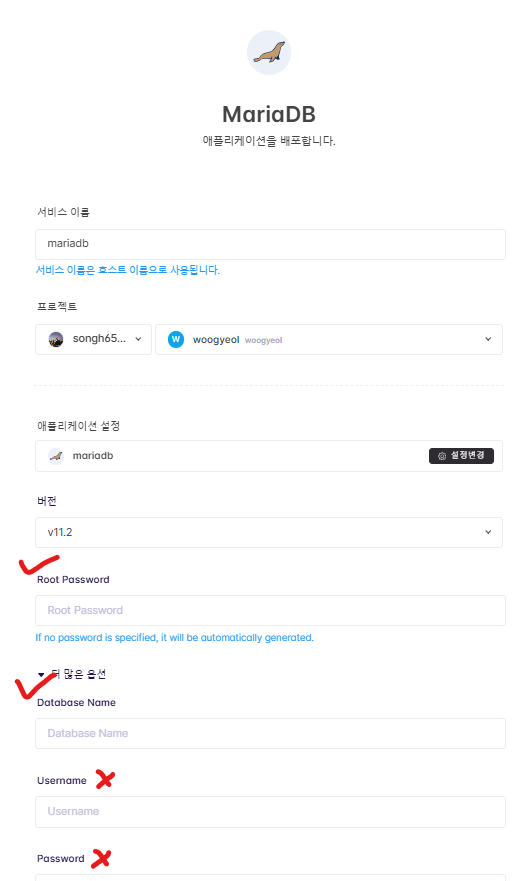 MariaDB
애플리케이션을 배포합니다.
서비스 이름
mariadb
서비스 이름은 호스트 이름으로 사용됩니다.
프로젝트
songh65...
W woogyeol woogyeol
애플리케이션 설정
mariadb
설정변경
버전
v11.2
Root Password
Root Password
If no password is specified, it will be automatically generated.
더 많은 옵션
Database Name
Database Name
Username
Username
Password